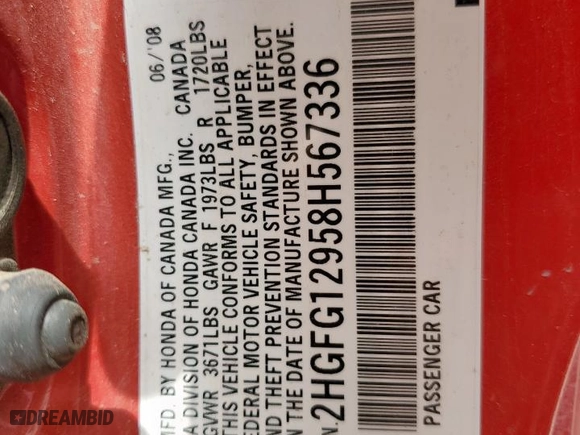 MFD. BY HONDA OF CANADA MFG., 06/'08
A DIVISION OF HONDA CANADA INC. CANADA
GVWR 3671LBS GAWR F 1973LBS R 1720LBS
THIS VEHICLE CONFORMS TO ALL APPLICABLE
FEDERAL MOTOR VEHICLE SAFETY, BUMPER,
AND THEFT PREVENTION STANDARDS IN EFFECT
ON THE DATE OF MANUFACTURE SHOWN ABOVE.
2HGFG12958H567336
PASSENGER CAR
DREAMBID